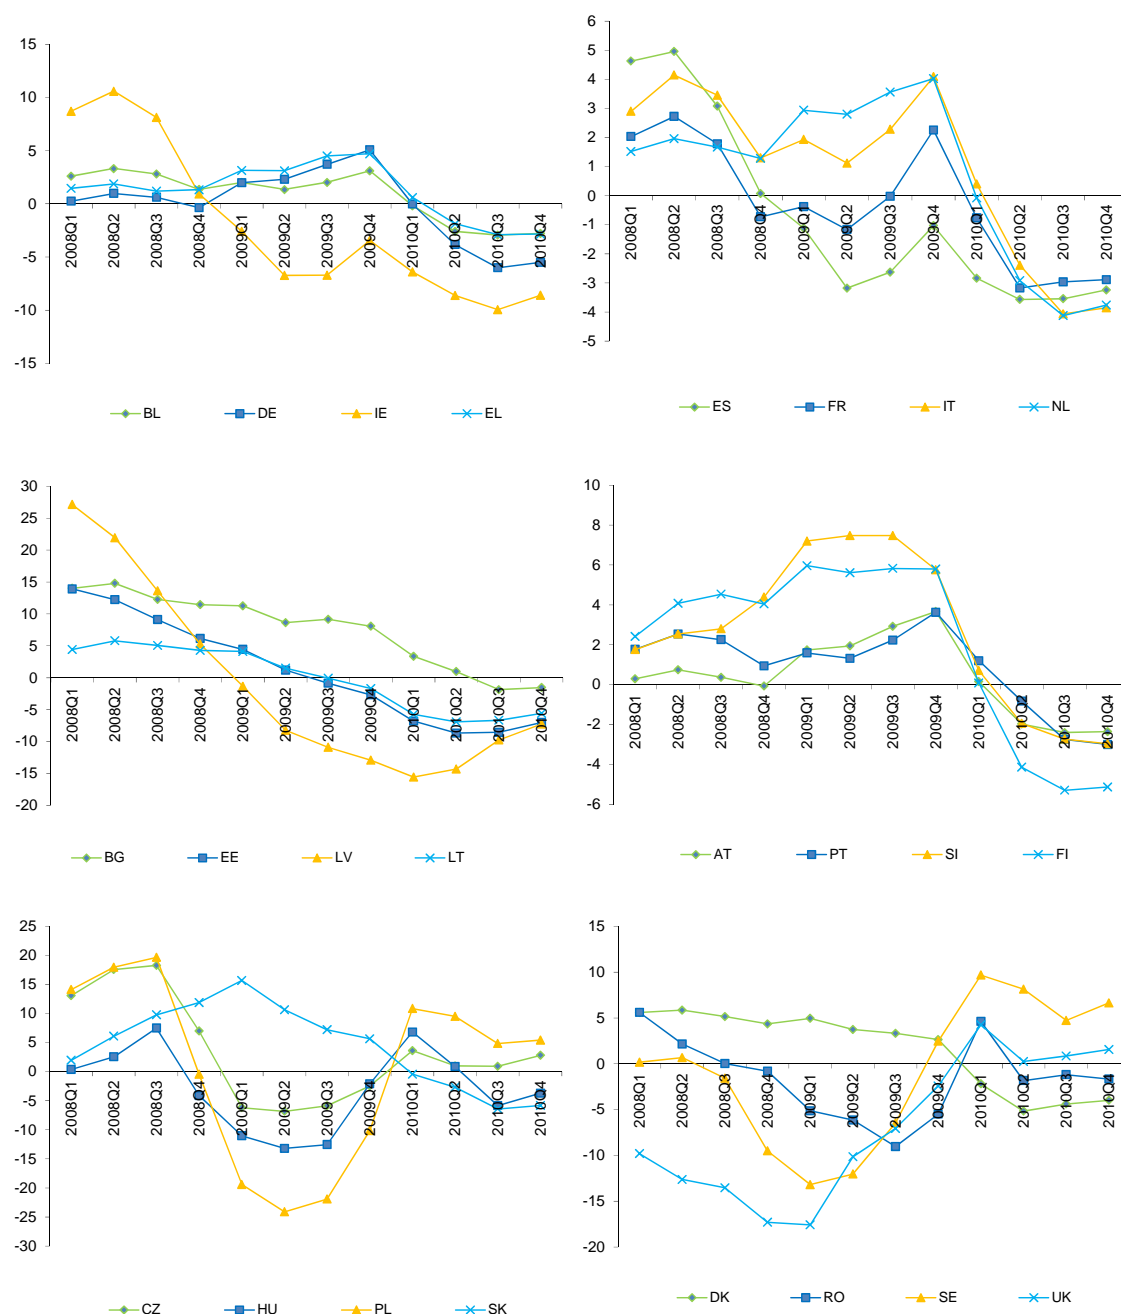 15
10
5
0
-5
-10
-15
2008Q1
2008Q2
2008Q3
2008Q4
2009Q1
2009Q2
2009Q3
2009Q4
2010Q1
2010Q2
2010Q3
2010Q4
BL DE IE EL
6
5
4
3
2
1
0
-1
-2
-3
-4
-5
2008Q1
2008Q2
2008Q3
2008Q4
2009Q1
2009Q2
2009Q3
2009Q4
2010Q1
2010Q2
2010Q3
2010Q4
ES FR IT NL
30
25
20
15
10
5
0
-5
-10
-15
-20
2008Q1
2008Q2
2008Q3
2008Q4
2009Q1
2009Q2
2009Q3
2009Q4
2010Q1
2010Q2
2010Q3
2010Q4
BG EE LV LT
10
8
6
4
2
0
-2
-4
-6
2008Q1
2008Q2
2008Q3
2008Q4
2009Q1
2009Q2
2009Q3
2009Q4
2010Q1
2010Q2
2010Q3
2010Q4
AT PT SI FI
25
20
15
10
5
0
-5
-10
-15
-20
-25
-30
2008Q1
2008Q2
2008Q3
2008Q4
2009Q1
2009Q2
2009Q3
2009Q4
2010Q1
2010Q2
2010Q3
2010Q4
CZ HU PL SK
15
10
5
0
-5
-10
-15
-20
2008Q1
2008Q2
2008Q3
2008Q4
2009Q1
2009Q2
2009Q3
2009Q4
2010Q1
2010Q2
2010Q3
2010Q4
DK RO SE UK